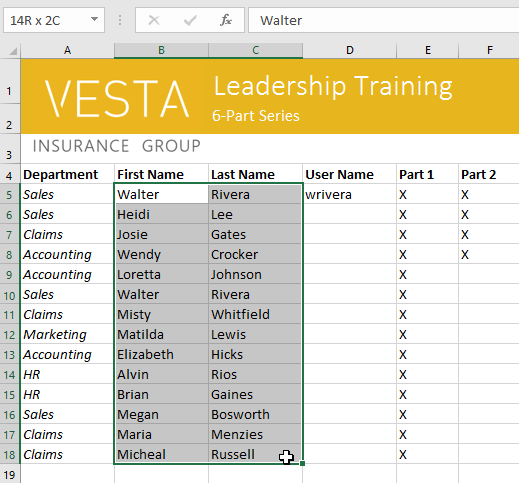 14R x 2C fx Walter
A B C D E F
1 VESTA Leadership Training
2 6-Part Series
3 INSURANCE GROUP
4 Department First Name Last Name User Name Part 1 Part 2
5 Sales Walter Rivera wrivera X X
6 Sales Heidi Lee X X
7 Claims Josie Gates X X
8 Accounting Wendy Crocker X X
9 Accounting Loretta Johnson X
10 Sales Walter Rivera X
11 Claims Misty Whitfield X
12 Marketing Matilda Lewis X
13 Accounting Elizabeth Hicks X
14 HR Alvin Rios X
15 HR Brian Gaines X
16 Sales Megan Bosworth X
17 Claims Maria Menzies X
18 Claims Micheal Russell X
19